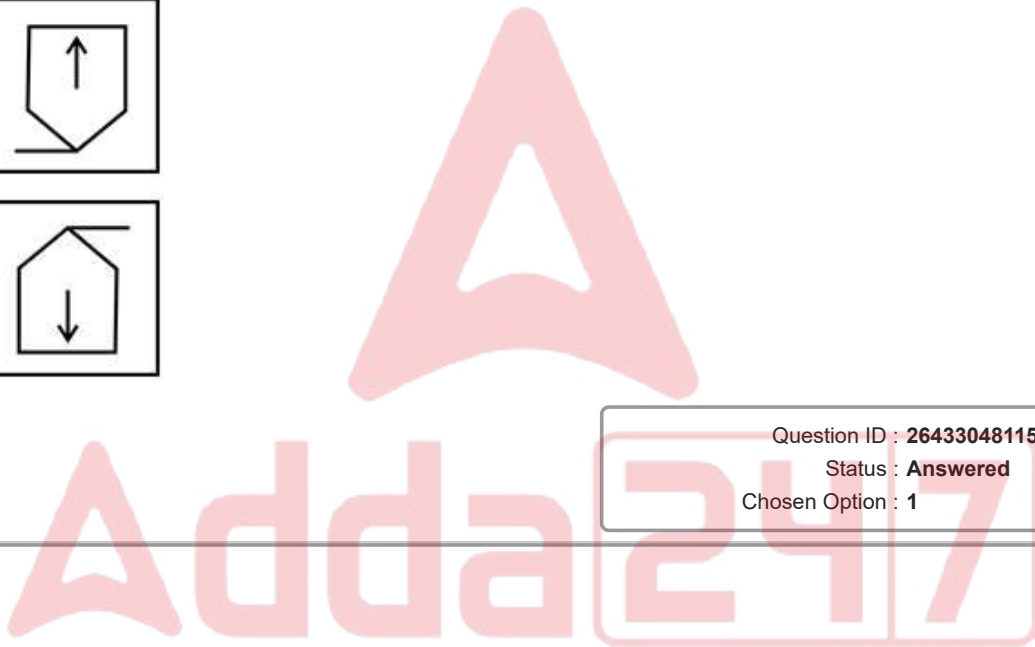 Question ID : 26433048115
Status : Answered
Chosen Option : 1
Adda247